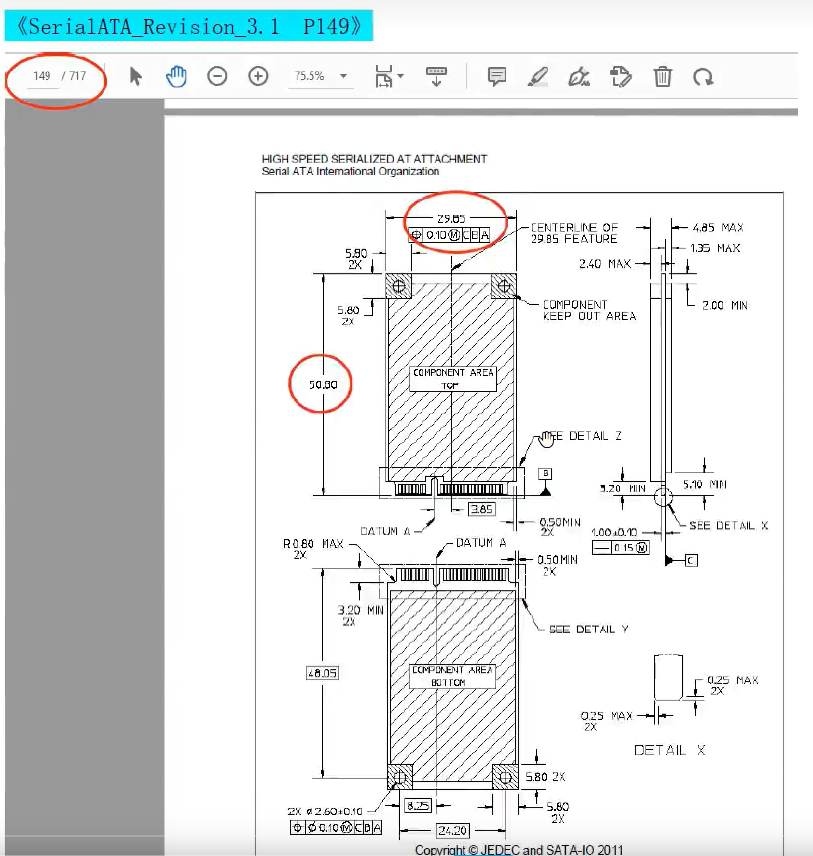 《SerialATA_Revision_3.1 P149》
149 / 717
75.5%
HIGH SPEED SERIALIZED AT ATTACHMENT
Serial ATA International Organization
29.85
0.10 Ⓜ C B A
CENTERLINE OF
29.85 FEATURE
4.85 MAX
1.35 MAX
5.80
2X
2.40 MAX
2.00 MIN
5.80
2X
COMPONENT
KEEP OUT AREA
50.80
COMPONENT AREA
TOP
SEE DETAIL Z
B
3.20 MIN
5.10 MIN
3.85
DATUM A
0.50MIN
2X
SEE DETAIL X
1.00±0.10
0.15 Ⓜ
C
R0.80 MAX
2X
DATUM A
0.50MIN
2X
3.20 MIN
2X
SEE DETAIL Y
48.05
COMPONENT AREA
BOTTOM
0.25 MAX
2X
0.25 MAX
2X
DETAIL X
5.80 2X
2X ø2.60±0.10
8.25
5.80
2X
ø 0.10 Ⓜ C B A
24.20
Copyright © JEDEC and SATA-IO 2011